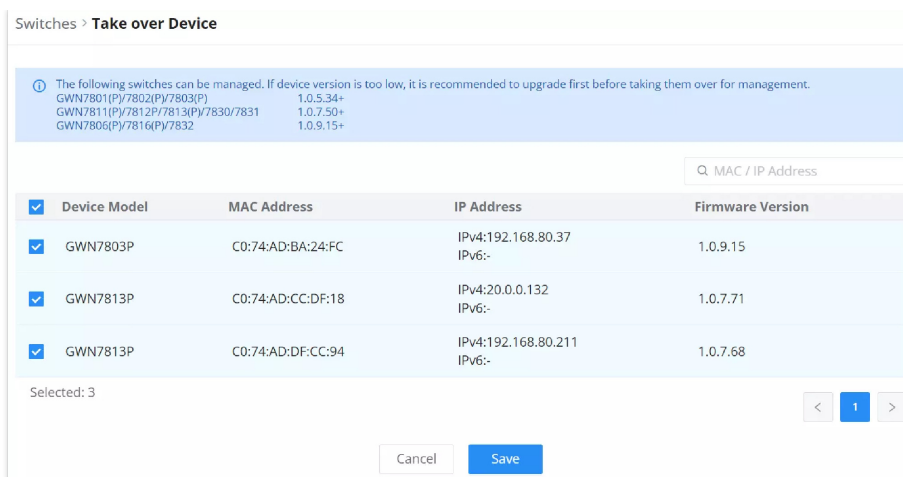 Switches > Take over Device
The following switches can be managed. If device version is too low, it is recommended to upgrade first before taking them over for management.
GWN7801(P)/7802(P)/7803(P) 1.0.5.34+
GWN7811(P)/7812P/7813(P)/7830/7831 1.0.7.50+
GWN7806(P)/7816(P)/7832 1.0.9.15+
MAC / IP Address
Device Model MAC Address IP Address Firmware Version
GWN7803P C0:74:AD:BA:24:FC IPv4:192.168.80.37 1.0.9.15
IPv6:-
GWN7813P C0:74:AD:CC:DF:18 IPv4:20.0.0.132 1.0.7.71
IPv6:-
GWN7813P C0:74:AD:DF:CC:94 IPv4:192.168.80.211 1.0.7.68
IPv6:-
Selected: 3
< 1 >
Cancel Save